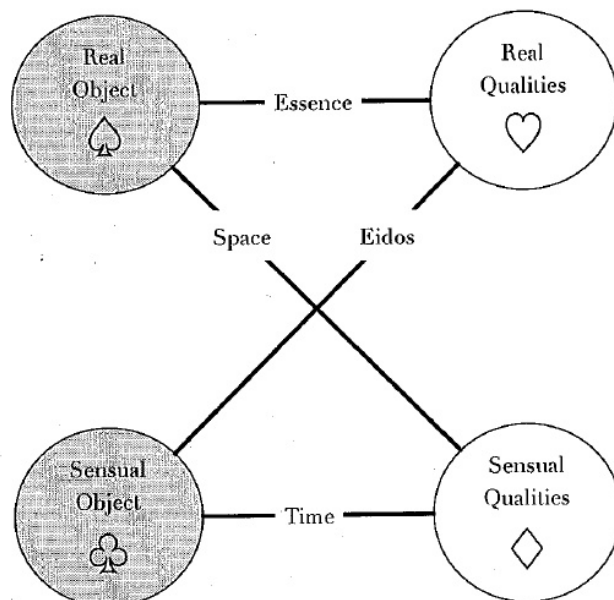 Real
Object
Essence
Real
Qualities
Space
Eidos
Sensual
Object
Time
Sensual
Qualities